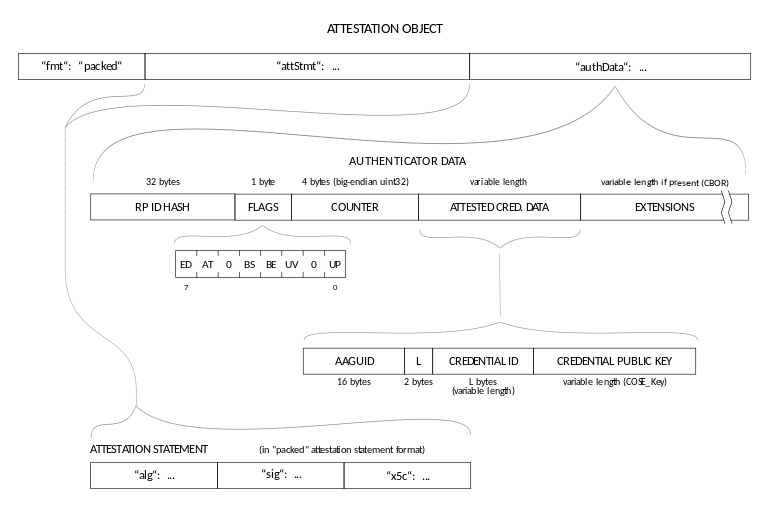 ATTESTATION OBJECT
“fmt“: “packed“ “attStmt“: ... “authData“: ...
AUTHENTICATOR DATA
32 bytes 1 byte 4 bytes (big-endian uint32) variable length variable length if present (CBOR)
RP ID HASH FLAGS COUNTER ATTESTED CRED. DATA EXTENSIONS
ED AT 0 BS BE UV 0 UP
7 0
AAGUID L CREDENTIAL ID CREDENTIAL PUBLIC KEY
16 bytes 2 bytes L bytes variable length (COSE_Key)
(variable length)
ATTESTATION STATEMENT (in "packed" attestation statement format)
“alg“: ... “sig“: ... “x5c“: ...